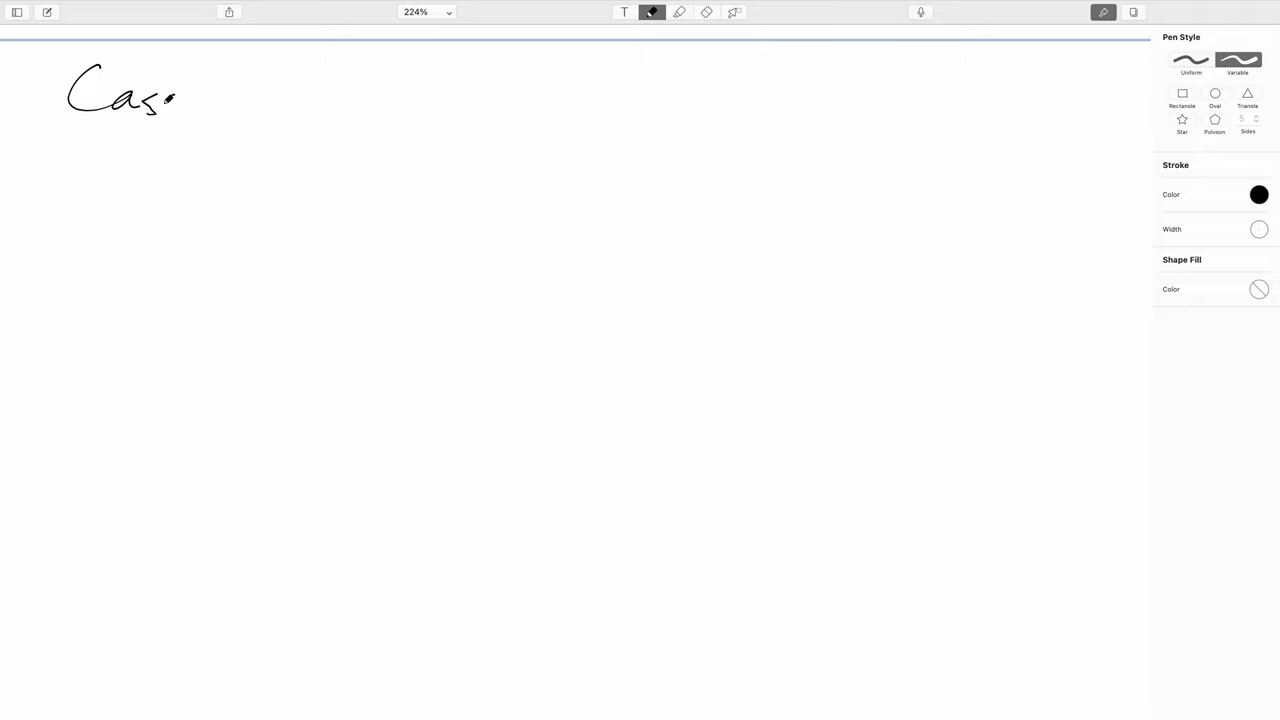 224%
T
Pen Style
Uniform Variable
Rectangle Oval Triangle
5
Star Polygon Sides
Stroke
Color
Width
Shape Fill
Color
Cas